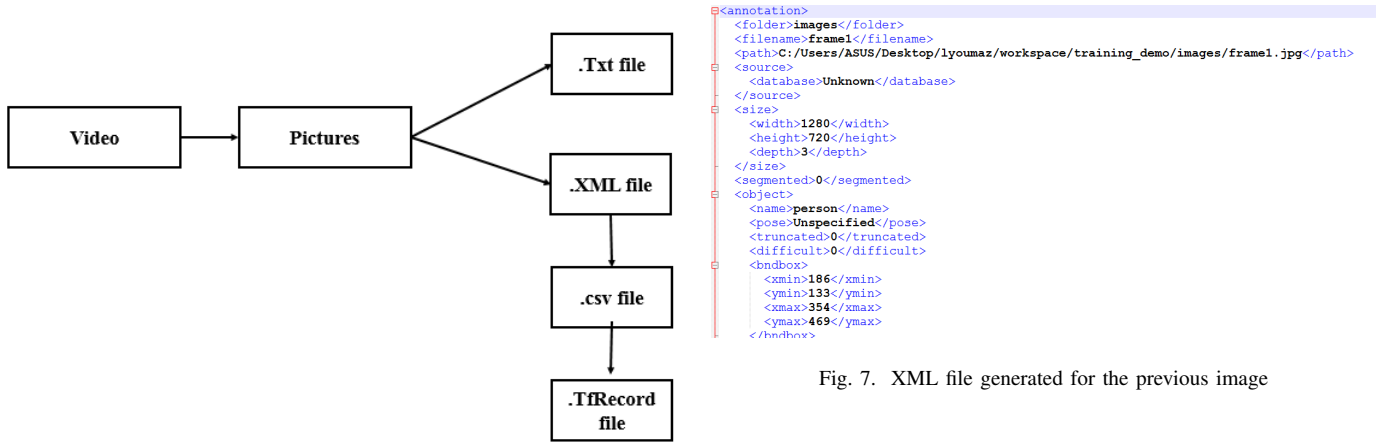 Video
Pictures
.Txt file
.XML file
.csv file
.TfRecord
file
<annotation>
<folder>images</folder>
<filename>frame1</filename>
<path>C:/Users/ASUS/Desktop/lyoumaz/workspace/training_demo/images/frame1.jpg</path>
<source>
<database>Unknown</database>
</source>
<size>
<width>1280</width>
<height>720</height>
<depth>3</depth>
</size>
<segmented>0</segmented>
<object>
<name>person</name>
<pose>Unspecified</pose>
<truncated>0</truncated>
<difficult>0</difficult>
<bndbox>
<xmin>186</xmin>
<ymin>133</ymin>
<xmax>354</xmax>
<ymax>469</ymax>
</bndbox>
Fig. 7. XML file generated for the previous image